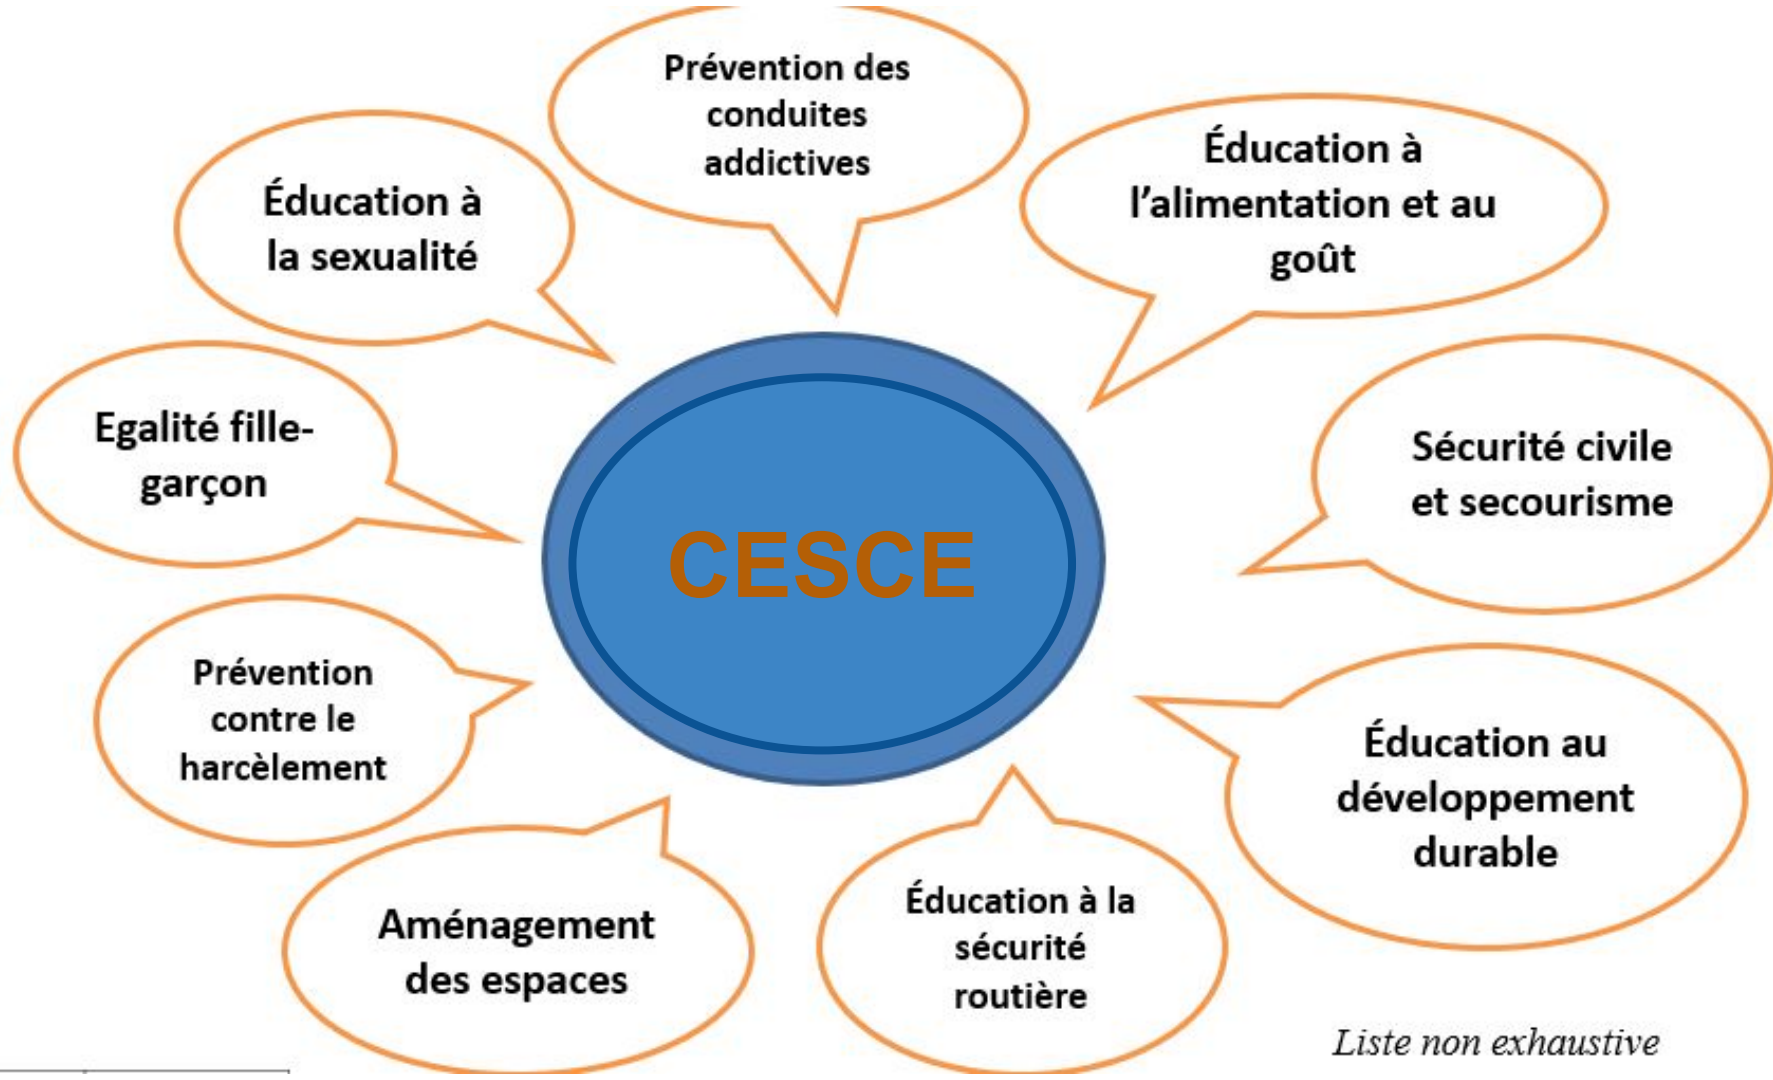 Prévention des
conduites
addictives
Éducation à
l’alimentation et au
goût
Éducation à
la sexualité
Egalité fille-
garçon
Sécurité civile
et secourisme
CESCE
Prévention
contre le
harcèlement
Éducation au
développement
durable
Aménagement
des espaces
Éducation à la
sécurité
routière
Liste non exhaustive